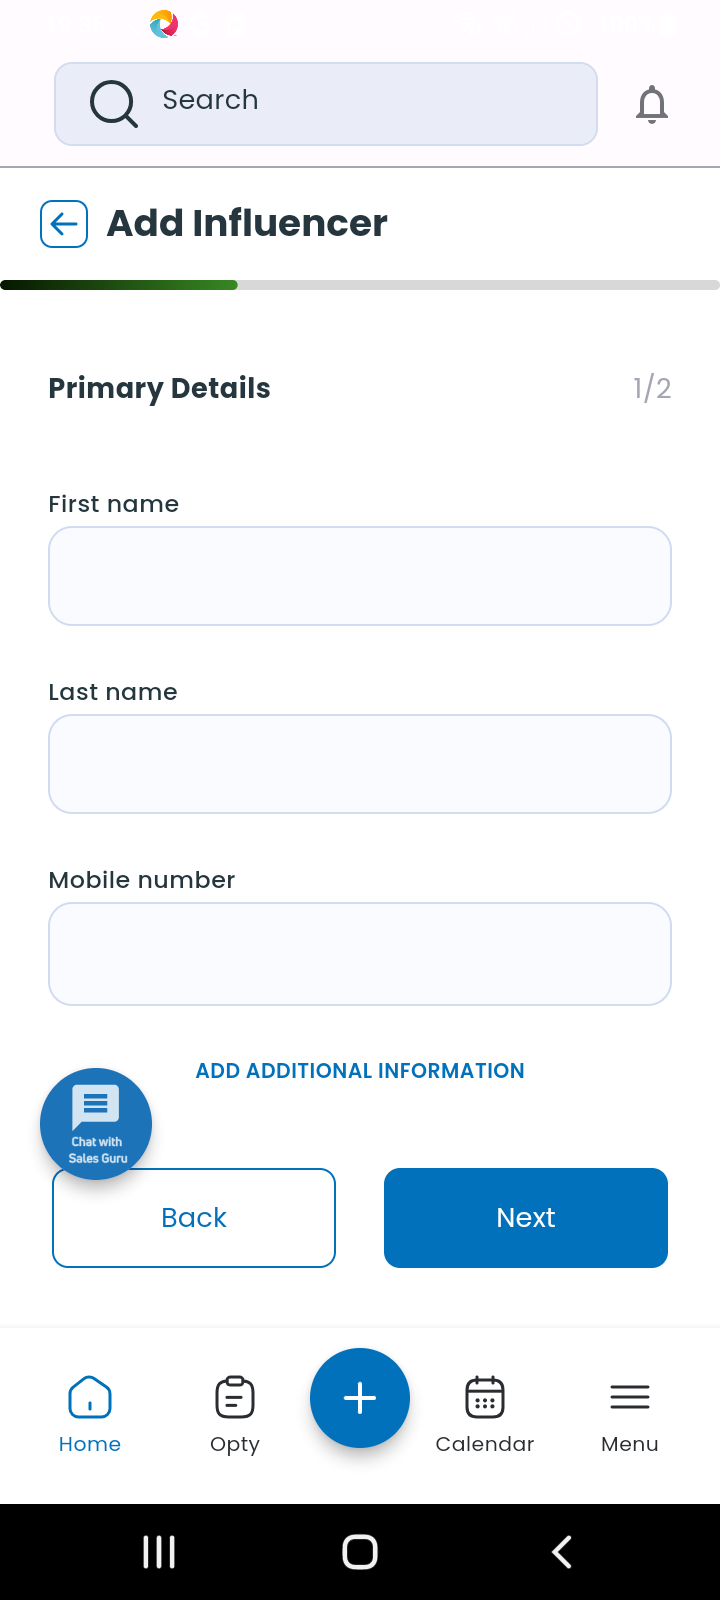 Search
Add Influencer
Primary Details
1/2
First name
Last name
Mobile number
ADD ADDITIONAL INFORMATION
Chat with
Sales Guru
Back
Next
Home
Opty
Calendar
Menu